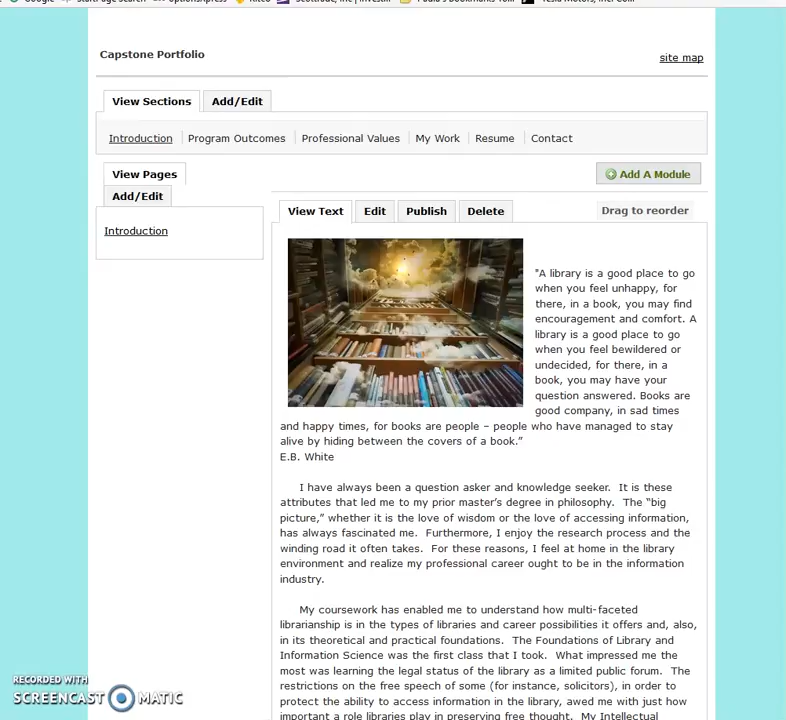 Google StartPage Search OptionsXpress Kitco Scottrade, Inc | Investi...
Capstone Portfolio
site map
View Sections Add/Edit
Introduction Program Outcomes Professional Values My Work Resume Contact
View Pages
Add A Module
Add/Edit
View Text Edit Publish Delete
Drag to reorder
Introduction
"A library is a good place to go
when you feel unhappy, for
there, in a book, you may find
encouragement and comfort. A
library is a good place to go
when you feel bewildered or
undecided, for there, in a
book, you may have your
question answered. Books are
good company, in sad times
and happy times, for books are people – people who have managed to stay
alive by hiding between the covers of a book.”
E.B. White
I have always been a question asker and knowledge seeker. It is these
attributes that led me to my prior master’s degree in philosophy. The “big
picture,” whether it is the love of wisdom or the love of accessing information,
has always fascinated me. Furthermore, I enjoy the research process and the
winding road it often takes. For these reasons, I feel at home in the library
environment and realize my professional career ought to be in the information
industry.
My coursework has enabled me to understand how multi-faceted
librarianship is in the types of libraries and career possibilities it offers and, also,
in its theoretical and practical foundations. The Foundations of Library and
Information Science was the first class that I took. What impressed me the
most was learning the legal status of the library as a limited public forum. The
restrictions on the free speech of some (for instance, solicitors), in order to
protect the ability to access information in the library, awed me with just how
important a role libraries play in preserving free thought. My Intellectual
RECORDED WITH
SCREENCAST MATIC